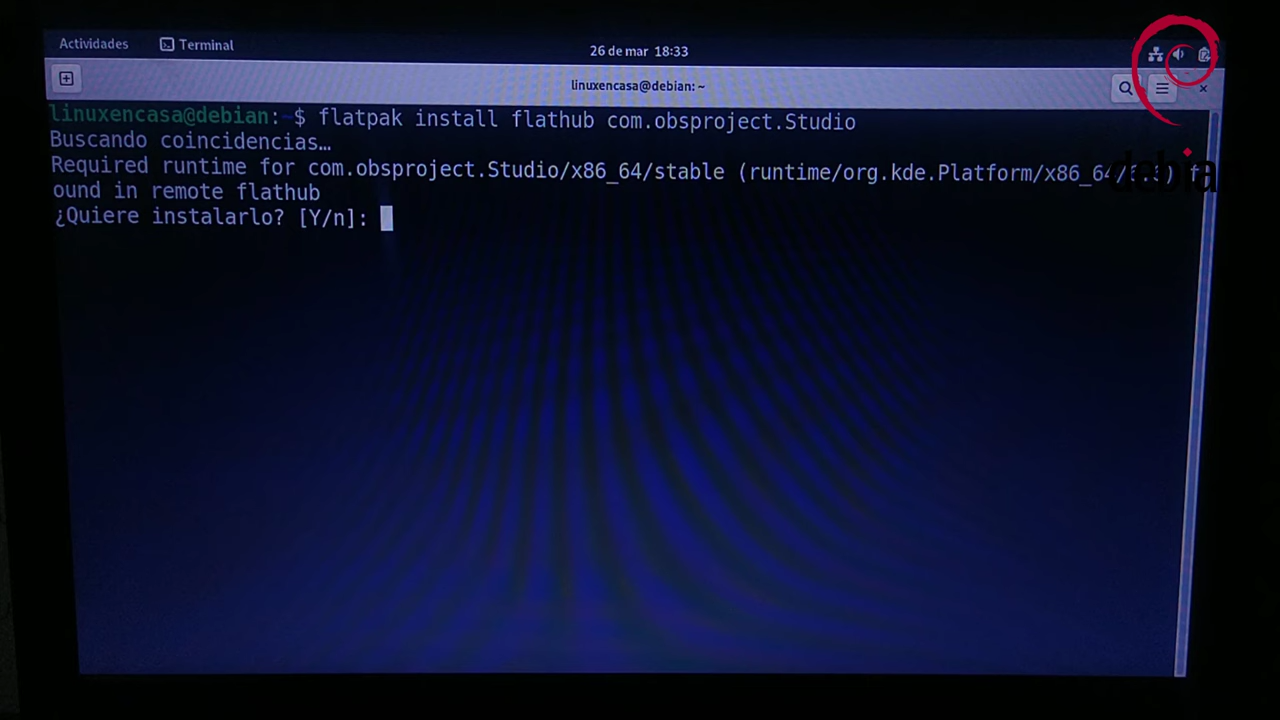 Actividades Terminal 26 de mar 18:33
linuxencasa@debian: ~
linuxencasa@debian:~$ flatpak install flathub com.obsproject.Studio
Buscando coincidencias…
Required runtime for com.obsproject.Studio/x86_64/stable (runtime/org.kde.Platform/x86_64/6.5) f
ound in remote flathub
¿Quiere instalarlo? [Y/n]:
debian